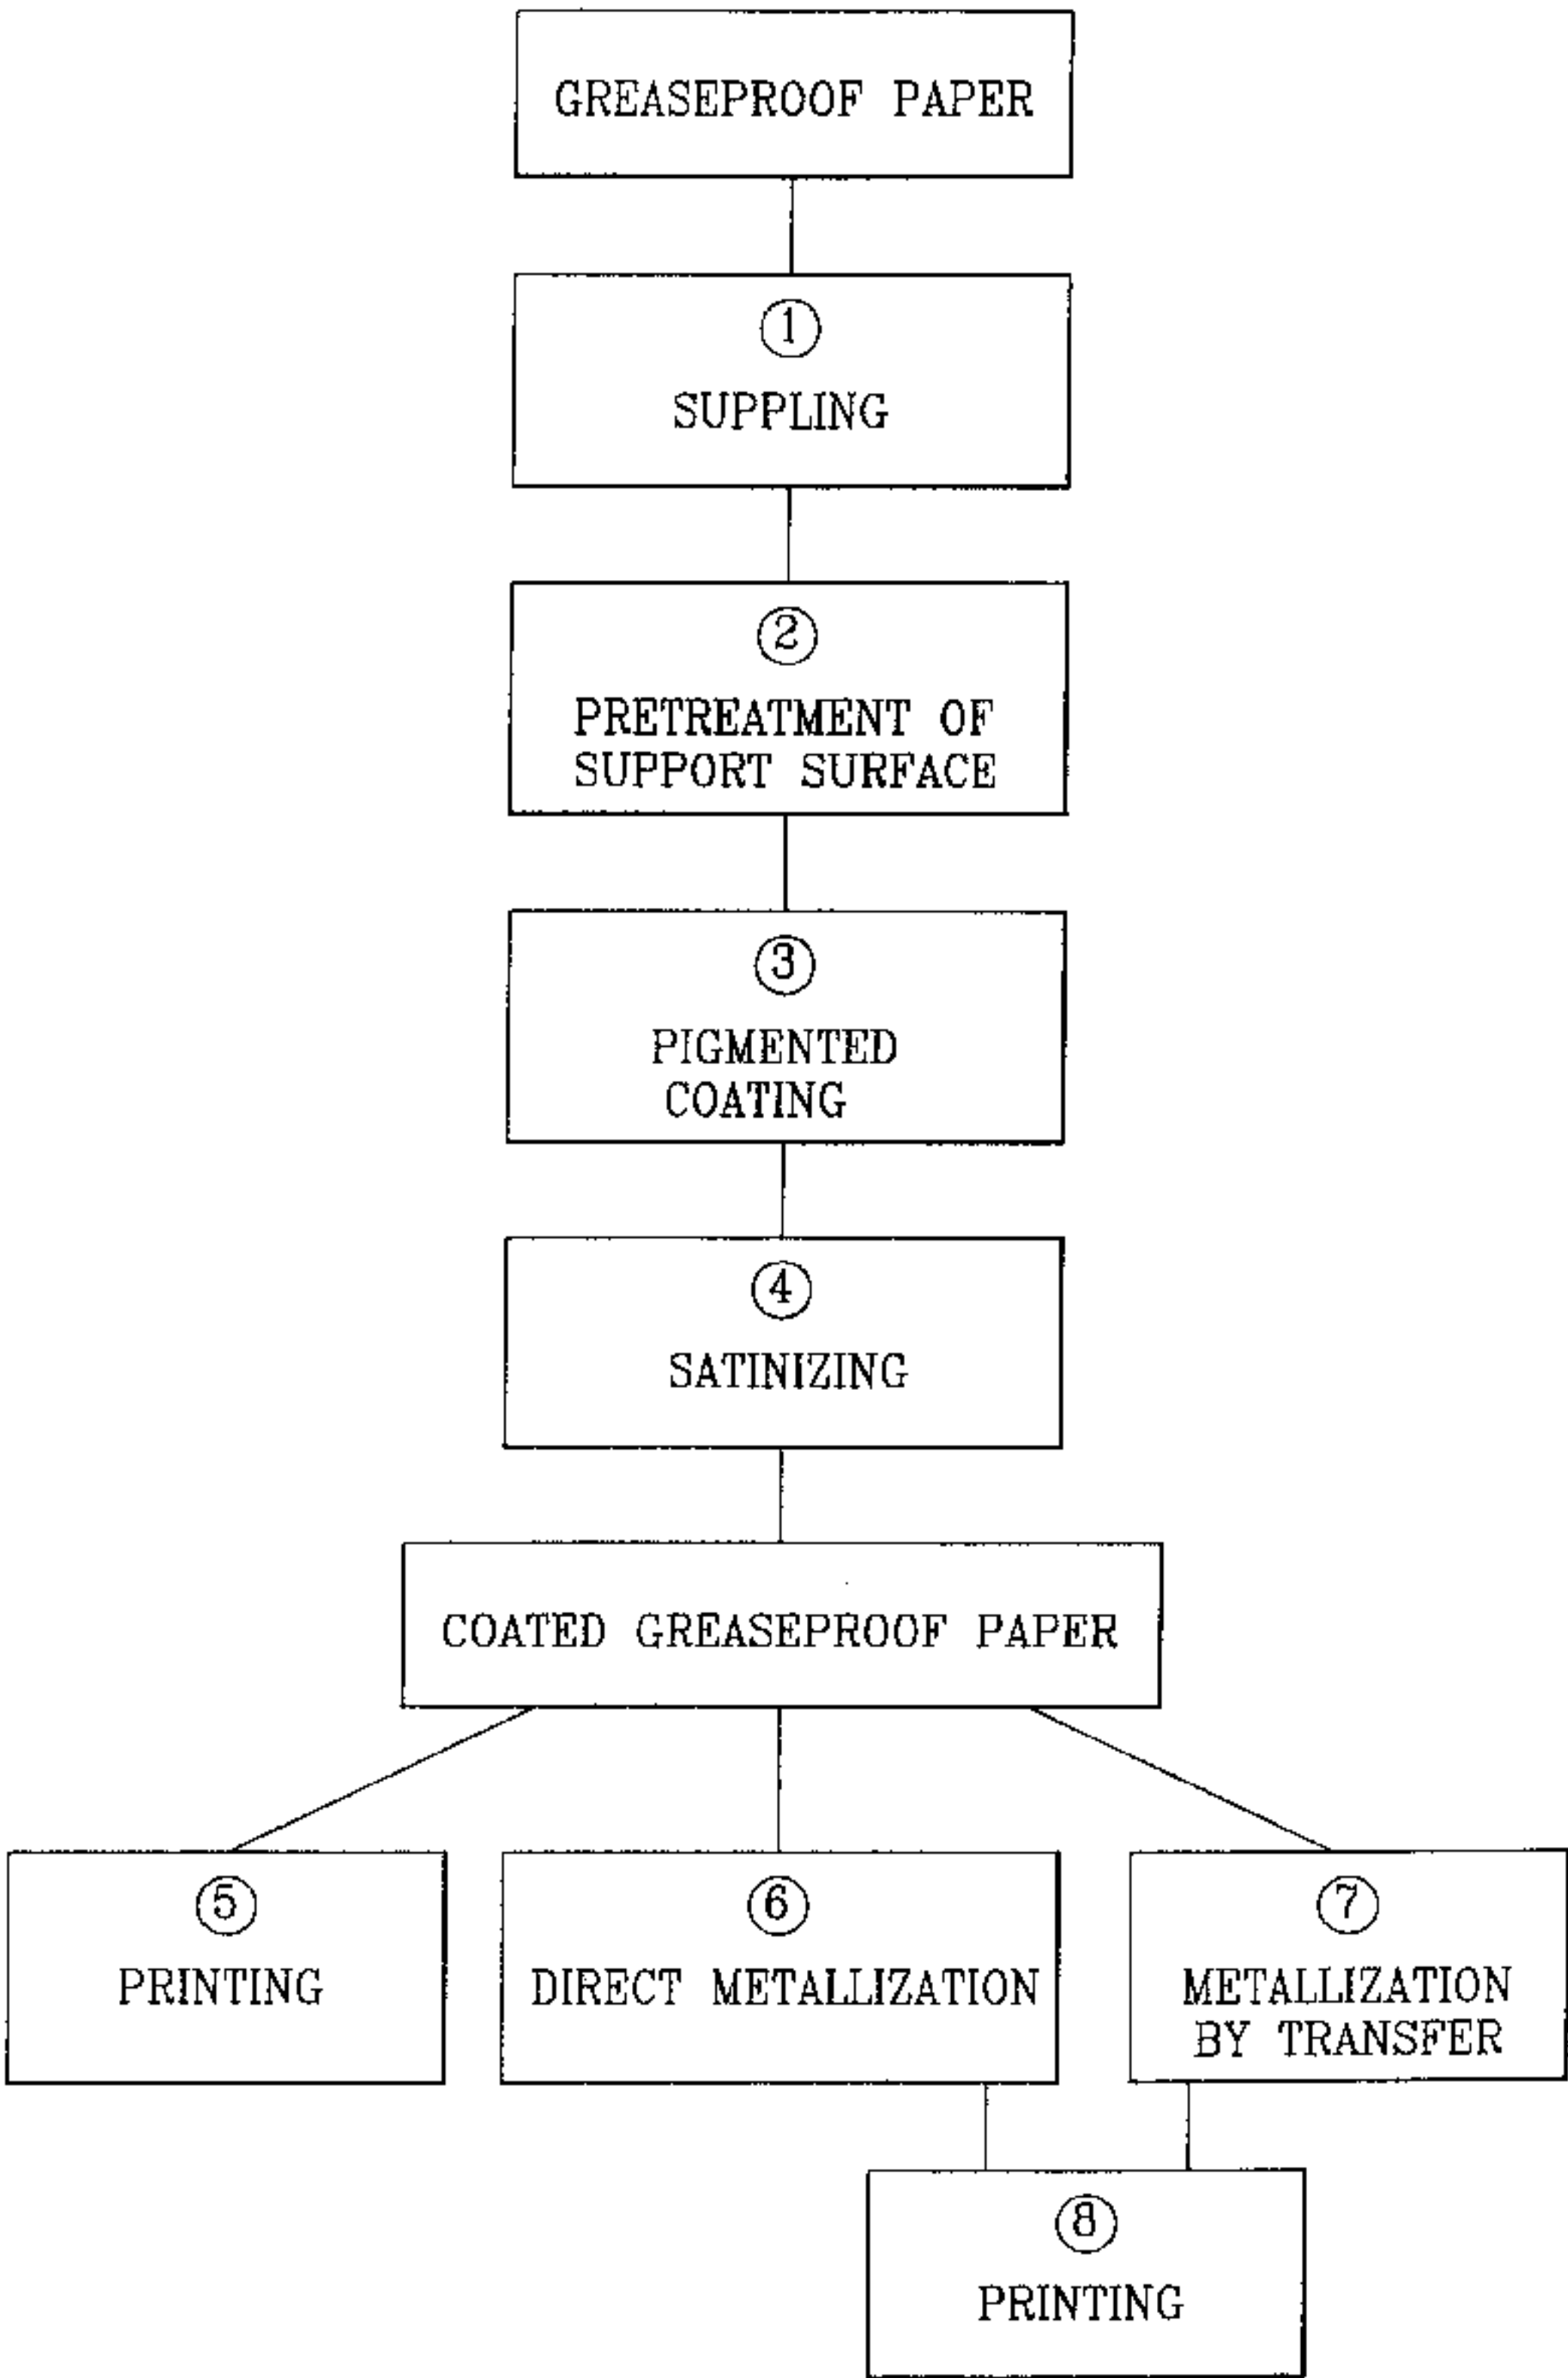 GREASEPROOF PAPER
1
SUPPLING
2
PRETREATMENT OF
SUPPORT SURFACE
3
PIGMENTED
COATING
4
SATINIZING
COATED GREASEPROOF PAPER
5
PRINTING
6
DIRECT METALLIZATION
7
METALLIZATION
BY TRANSFER
8
PRINTING